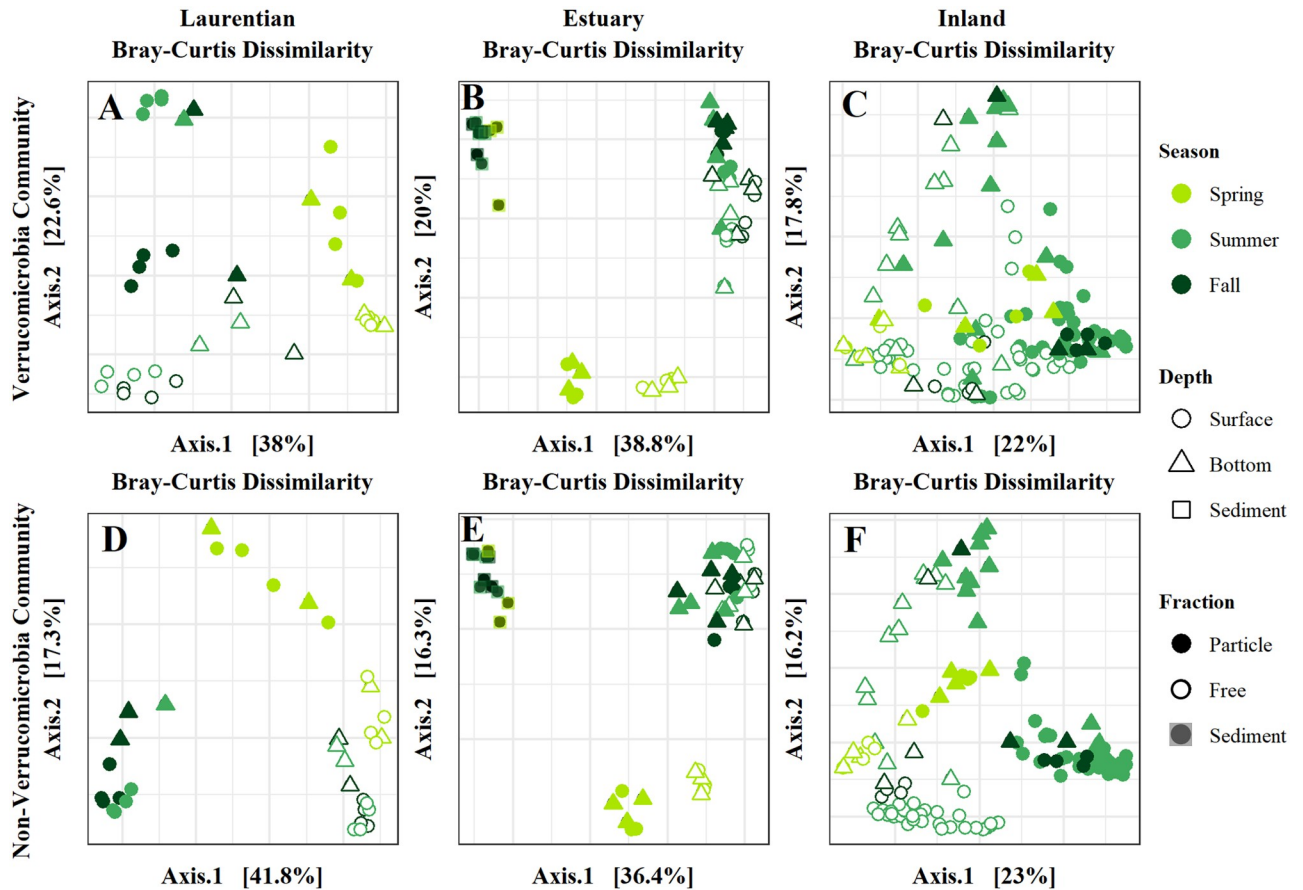 Laurentian
Bray-Curtis Dissimilarity
Estuary
Bray-Curtis Dissimilarity
Inland
Bray-Curtis Dissimilarity
Verrucomicrobia Community
Axis.2 [22.6%]
A
Axis.1 [38%]
Axis.2 [20%]
B
Axis.1 [38.8%]
Axis.2 [17.8%]
C
Axis.1 [22%]
Bray-Curtis Dissimilarity
Bray-Curtis Dissimilarity
Bray-Curtis Dissimilarity
Non-Verrucomicrobia Community
Axis.2 [17.3%]
D
Axis.1 [41.8%]
Axis.2 [16.3%]
E
Axis.1 [36.4%]
Axis.2 [16.2%]
F
Axis.1 [23%]
Season
Spring
Summer
Fall
Depth
Surface
Bottom
Sediment
Fraction
Particle
Free
Sediment